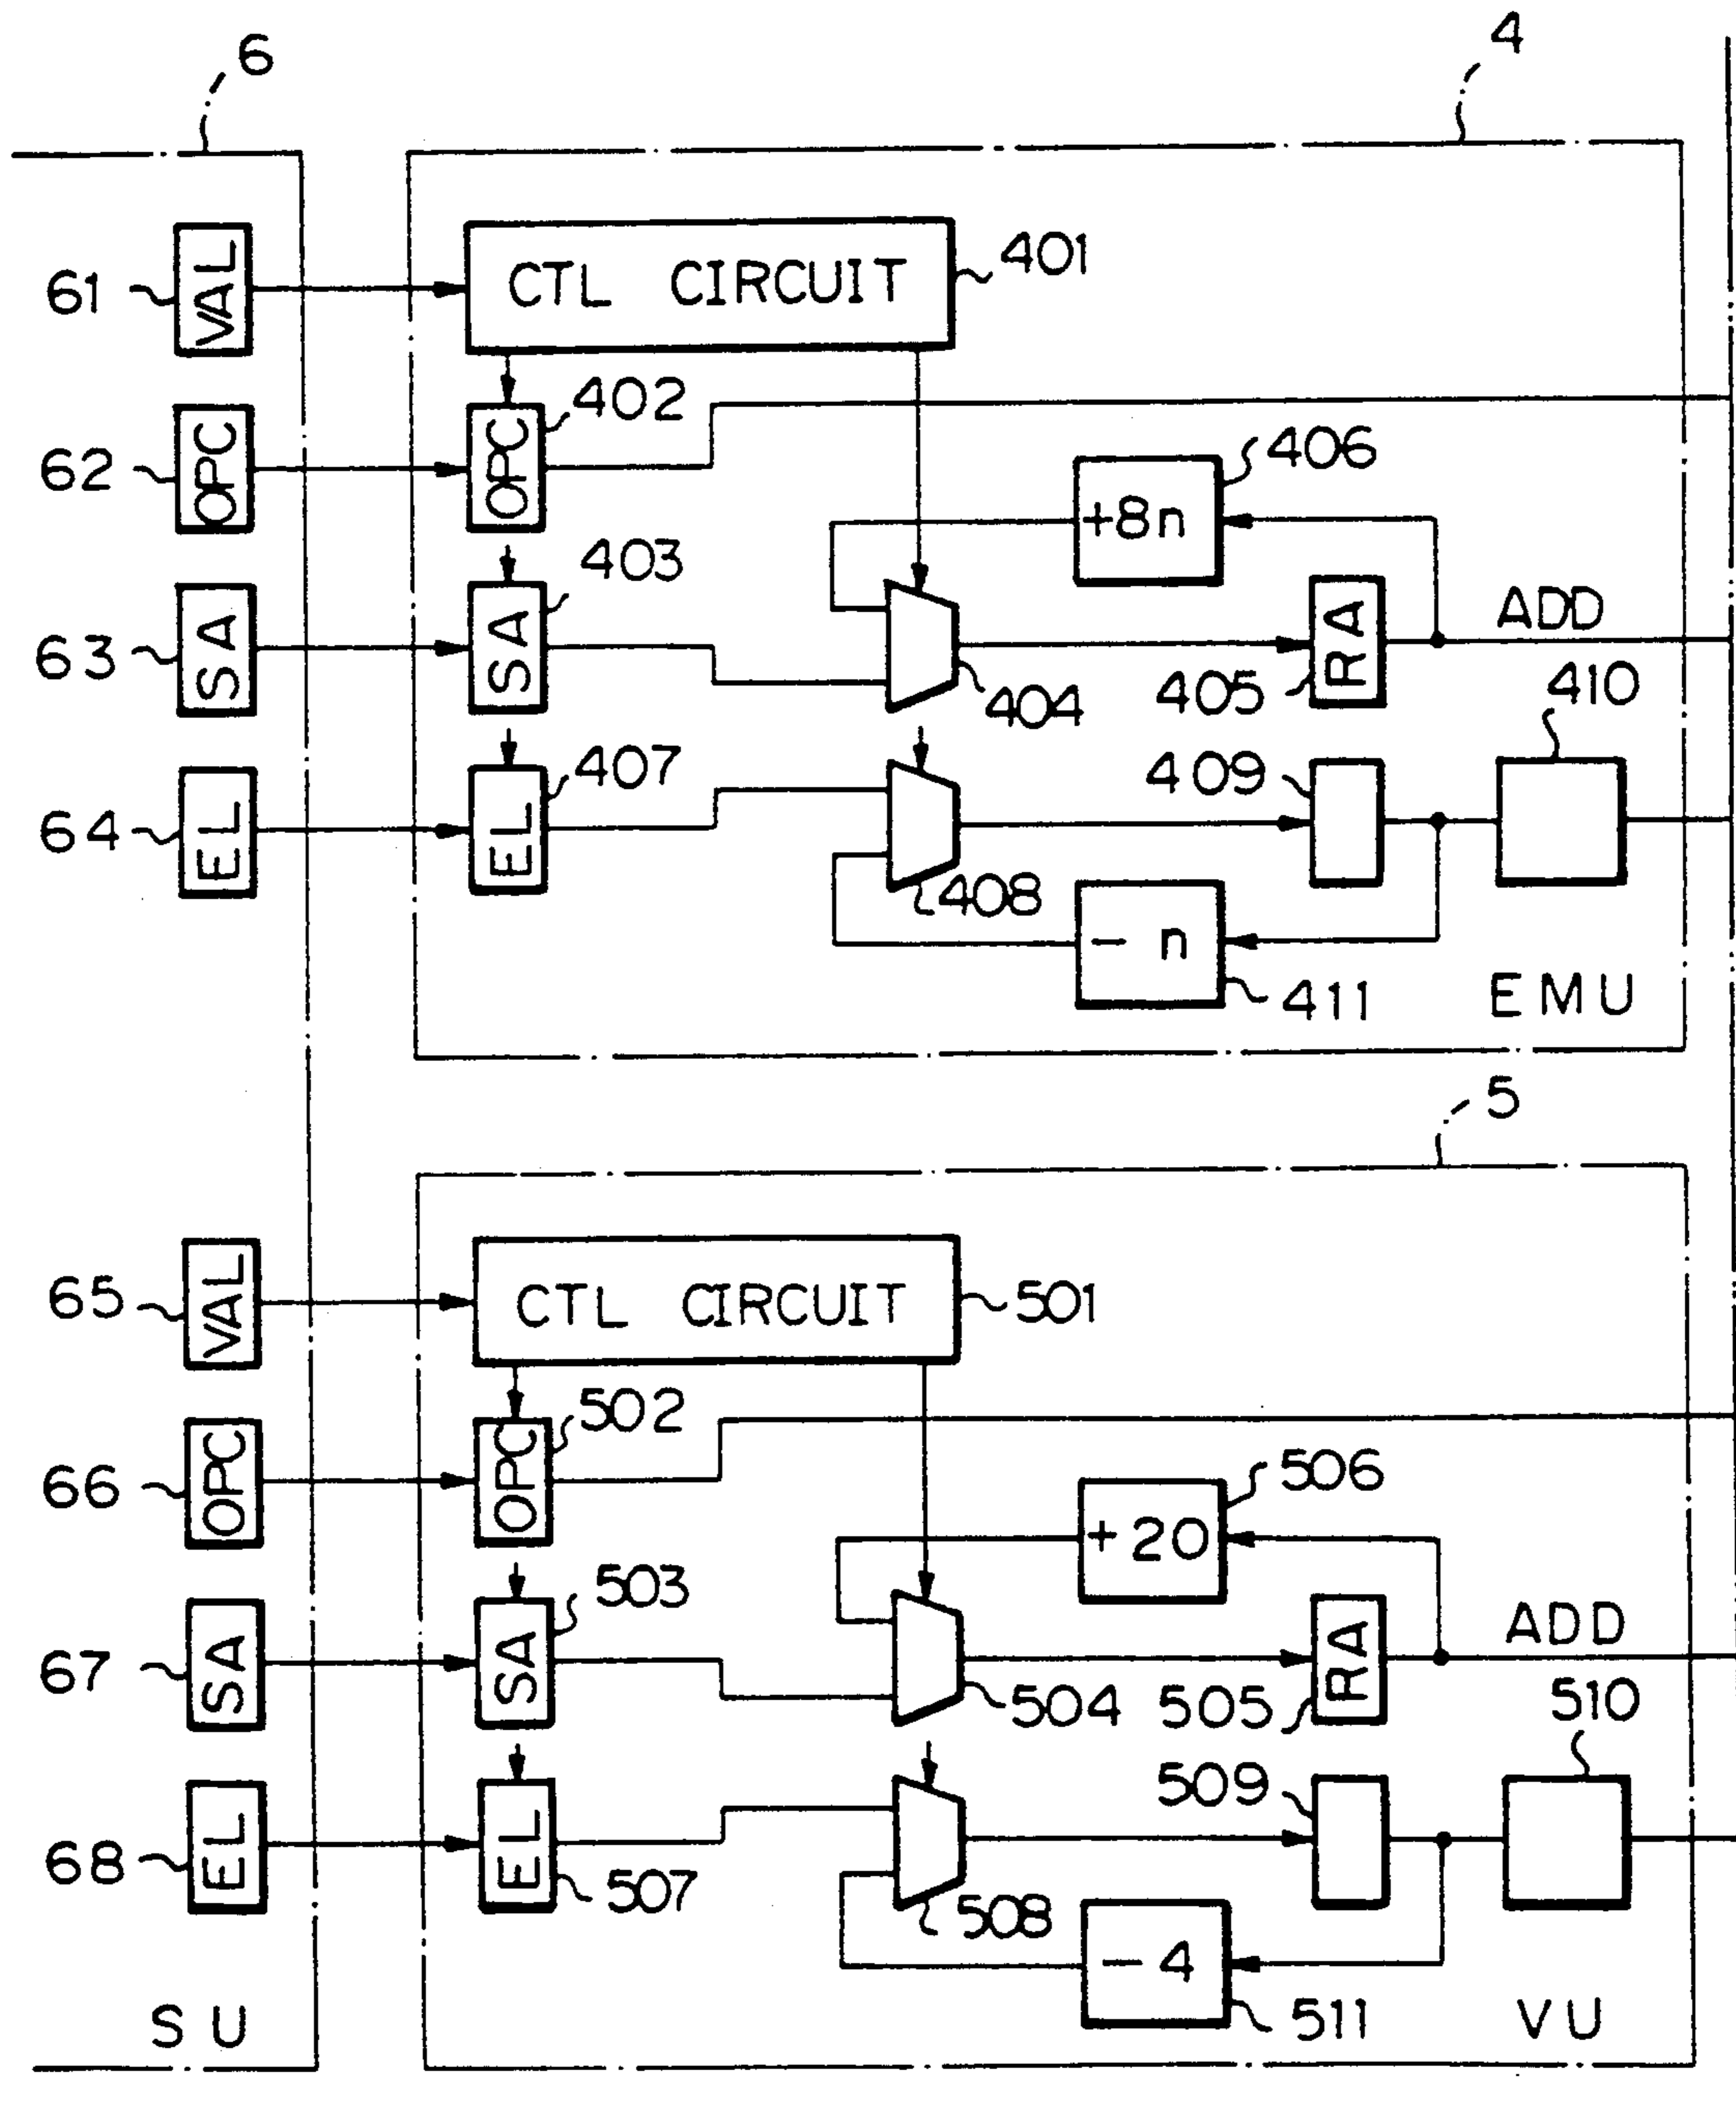 6
4
61
VAL
CTL CIRCUIT
401
62
OPC
OPC
402
+8n
406
63
SA
SA
403
404
405
RA
ADD
410
64
EL
EL
407
408
409
- n
411
EMU
5
65
VAL
CTL CIRCUIT
501
66
OPC
OPC
502
+20
506
67
SA
SA
503
504
505
RA
ADD
510
68
EL
EL
507
508
509
-4
511
SU
VU